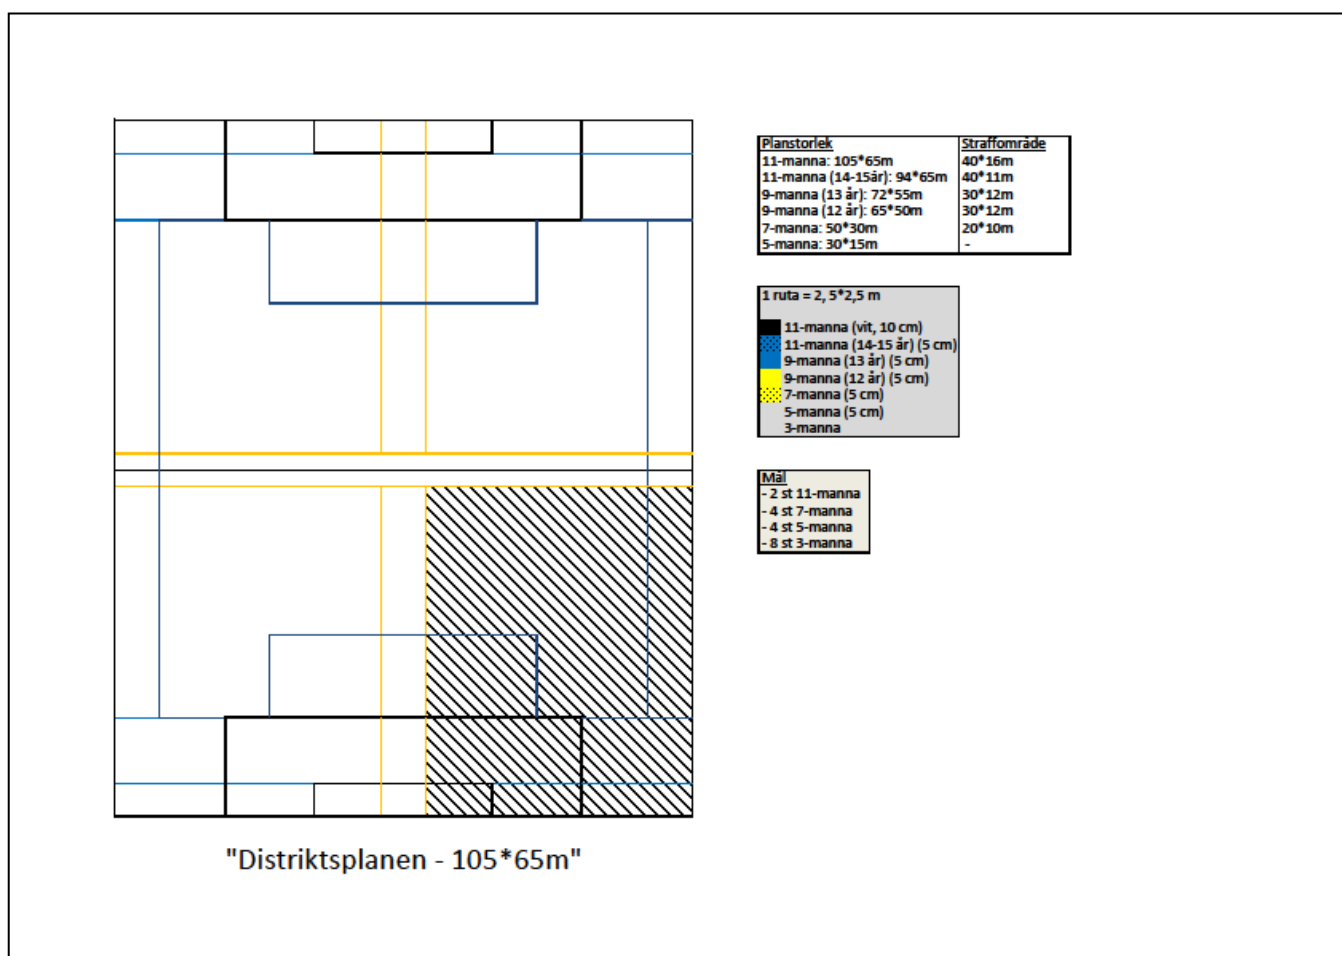 Planstorlek Straffområde
11-manna: 105*65m 40*16m
11-manna (14-15år): 94*65m 40*11m
9-manna (13 år): 72*55m 30*12m
9-manna (12 år): 65*50m 30*12m
7-manna: 50*30m 20*10m
5-manna: 30*15m -
1 ruta = 2, 5*2,5 m
11-manna (vit, 10 cm)
11-manna (14-15 år) (5 cm)
9-manna (13 år) (5 cm)
9-manna (12 år) (5 cm)
7-manna (5 cm)
5-manna (5 cm)
3-manna
Mål
- 2 st 11-manna
- 4 st 7-manna
- 4 st 5-manna
- 8 st 3-manna
"Distriktsplanen - 105*65m"